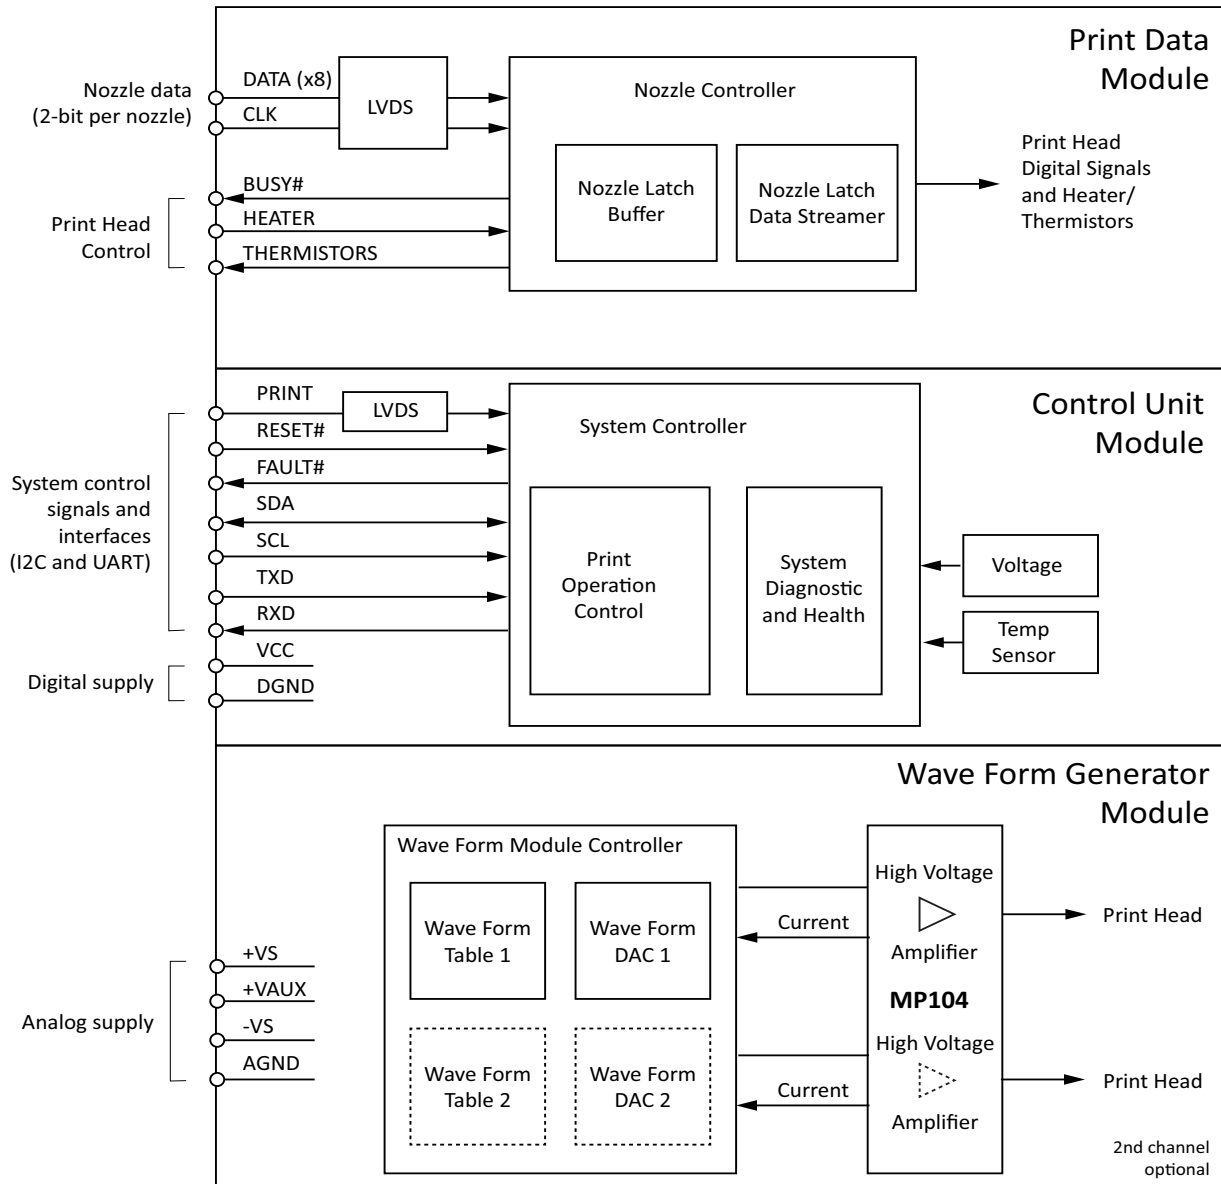 Print Data
Module
Nozzle data
(2-bit per nozzle)
DATA (x8)
CLK
LVDS
Nozzle Controller
Nozzle Latch
Buffer
Nozzle Latch
Data Streamer
Print Head
Digital Signals
and Heater/
Thermistors
Print Head
Control
BUSY#
HEATER
THERMISTORS
Control Unit
Module
System control
signals and
interfaces
(I2C and UART)
PRINT
LVDS
RESET#
FAULT#
SDA
SCL
TXD
RXD
System Controller
Print
Operation
Control
System
Diagnostic
and Health
Voltage
Temp
Sensor
Digital supply
VCC
DGND
Wave Form Generator
Module
Wave Form Module Controller
Wave Form
Table 1
Wave Form
DAC 1
Current
High Voltage
Amplifier
Print Head
MP104
Analog supply
+VS
+VAUX
-VS
AGND
Wave Form
Table 2
Wave Form
DAC 2
Current
High Voltage
Amplifier
Print Head
2nd channel
optional